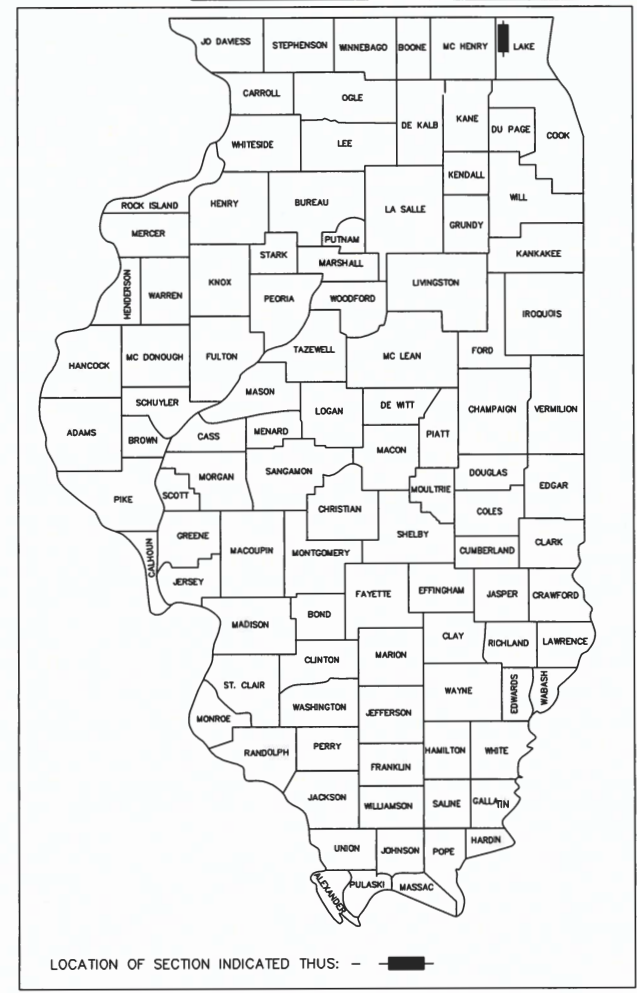 JO DAVIESS STEPHENSON WINNEBAGO BOONE MC HENRY LAKE
CARROLL OGLE DE KALB KANE DU PAGE COOK
WHITESIDE LEE KENDALL WILL
ROCK ISLAND HENRY BUREAU LA SALLE GRUNDY
MERCER PUTNAM KANKAKEE
STARK MARSHALL
HENDERSON WARREN KNOX PEORIA WOODFORD LIVINGSTON IROQUOIS
HANCOCK MC DONOUGH FULTON TAZEWELL MC LEAN FORD
MASON
SCHUYLER LOGAN DE WITT CHAMPAIGN VERMILION
ADAMS BROWN CASS MENARD PIATT
MACON
MORGAN SANGAMON DOUGLAS EDGAR
PIKE SCOTT CHRISTIAN MOULTRIE COLES
GREENE MACOUPIN MONTGOMERY SHELBY CUMBERLAND CLARK
CALHOUN JERSEY FAYETTE EFFINGHAM JASPER CRAWFORD
MADISON BOND CLAY RICHLAND LAWRENCE
CLINTON MARION
ST. CLAIR WAYNE EDWARDS WABASH
MONROE WASHINGTON JEFFERSON
RANDOLPH PERRY HAMILTON WHITE
FRANKLIN
JACKSON WILLIAMSON SALINE GALLATIN
UNION JOHNSON POPE HARDIN
ALEXANDER PULASKI MASSAC
LOCATION OF SECTION INDICATED THUS: –